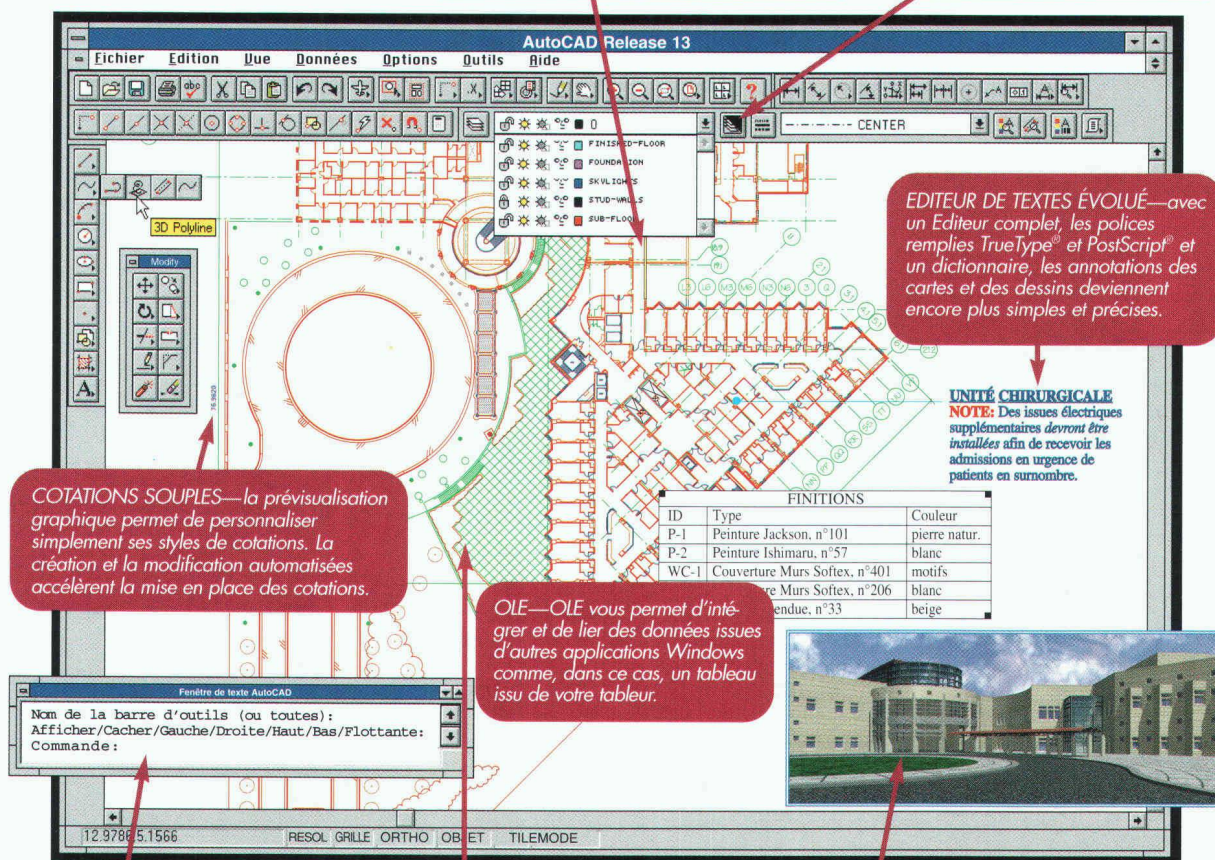 AutoCAD Release 13
Fichier Edition Vue Données Options Outils Aide
abc
0
CENTER
FINISHED-FLOOR
FOUNDATION
SKYLIGHTS
STUD-WALLS
SUB-FLOOR
3D Polyline
Modify
EDITEUR DE TEXTES ÉVOLUÉ—avec
un Editeur complet, les polices
remplies TrueType® et PostScript® et
un dictionnaire, les annotations des
cartes et des dessins deviennent
encore plus simples et précises.
UNITÉ CHIRURGICALE
NOTE: Des issues électriques
supplémentaires devront être
installées afin de recevoir les
admissions en urgence de
patients en surnombre.
76.9620
COTATIONS SOUPLES—la prévisualisation
graphique permet de personnaliser
simplement ses styles de cotations. La
création et la modification automatisées
accélèrent la mise en place des cotations.
FINITIONS
ID Type Couleur
P-1 Peinture Jackson, n°101 pierre natur.
P-2 Peinture Ishimaru, n°57 blanc
WC-1 Couverture Murs Softex, n°401 motifs
Murs Softex, n°206 blanc
n°33 beige
OLE—OLE vous permet d'inté-
grer et de lier des données issues
d'autres applications Windows
comme, dans ce cas, un tableau
issu de votre tableur.
Fenêtre de texte AutoCAD
Nom de la barre d'outils (ou toutes):
Afficher/Cacher/Gauche/Droite/Haut/Bas/Flottante:
Commande:
12.9786 5.1566 RESOL GRILLE ORTHO OBJET TILEMODE